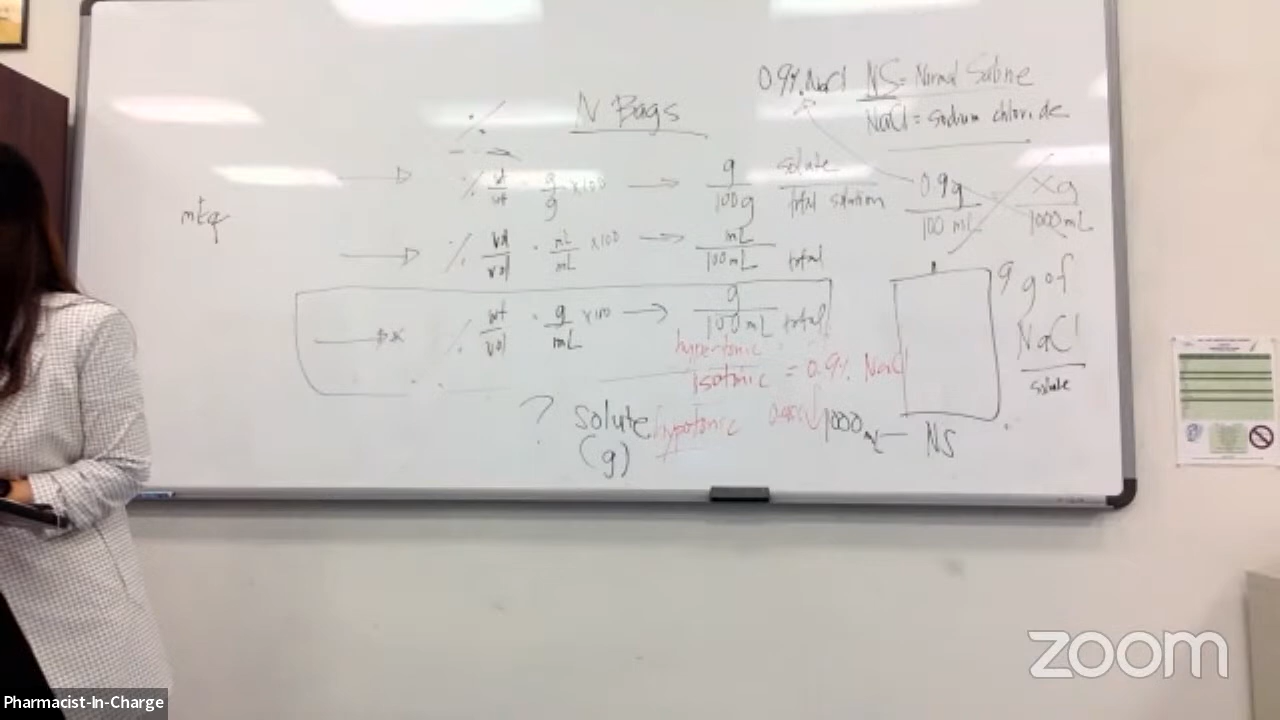 0.9% NaCl NS = Normal Saline
NaCl = sodium chloride
IV Bags
%
% wt/wt = g/g x100 → g/100g solute/total solution
0.9g/100 mL Xg/1000mL
mEq
% vol/vol = mL/mL x100 → mL/100mL total
% wt/vol = g/mL x100 → g/100mL total
9 g of
NaCl
solute
hypertonic
isotonic = 0.9% NaCl
? solute
(g)
hypotonic
1000 mL NS
zoom
Pharmacist-In-Charge